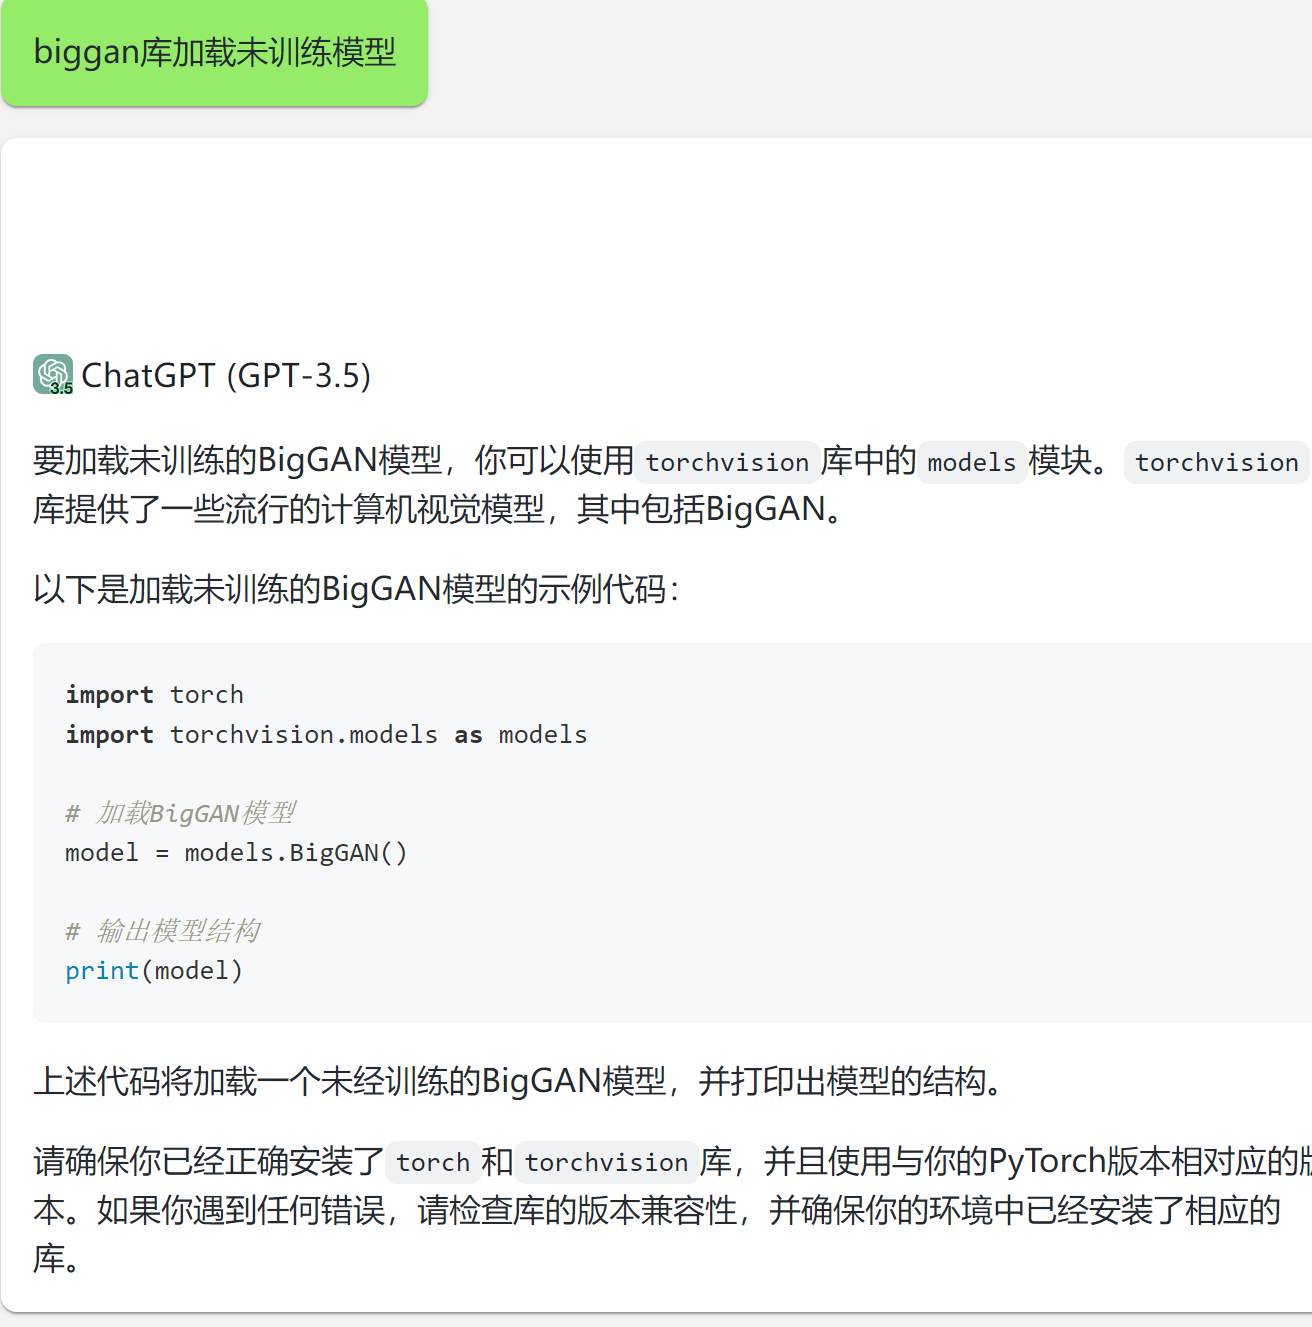 biggan库加载未训练模型
3.5
ChatGPT (GPT-3.5)
要加载未训练的BigGAN模型，你可以使用 torchvision 库中的 models 模块。 torchvision
库提供了一些流行的计算机视觉模型，其中包括BigGAN。
以下是加载未训练的BigGAN模型的示例代码：
import torch
import torchvision.models as models
# 加载BigGAN模型
model = models.BigGAN()
# 输出模型结构
print(model)
上述代码将加载一个未经训练的BigGAN模型，并打印出模型的结构。
请确保你已经正确安装了 torch 和 torchvision 库，并且使用与你的PyTorch版本相对应的版
本。如果你遇到任何错误，请检查库的版本兼容性，并确保你的环境中已经安装了相应的
库。